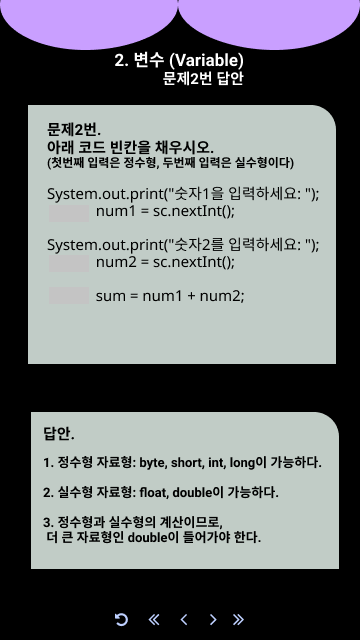 2. 변수 (Variable)
문제2번 답안
문제2번.
아래 코드 빈칸을 채우시오.
(첫번째 입력은 정수형, 두번째 입력은 실수형이다)
System.out.print("숫자1을 입력하세요: ");
num1 = sc.nextInt();
System.out.print("숫자2를 입력하세요: ");
num2 = sc.nextInt();
sum = num1 + num2;
답안.
1. 정수형 자료형: byte, short, int, long이 가능하다.
2. 실수형 자료형: float, double이 가능하다.
3. 정수형과 실수형의 계산이므로,
더 큰 자료형인 double이 들어가야 한다.